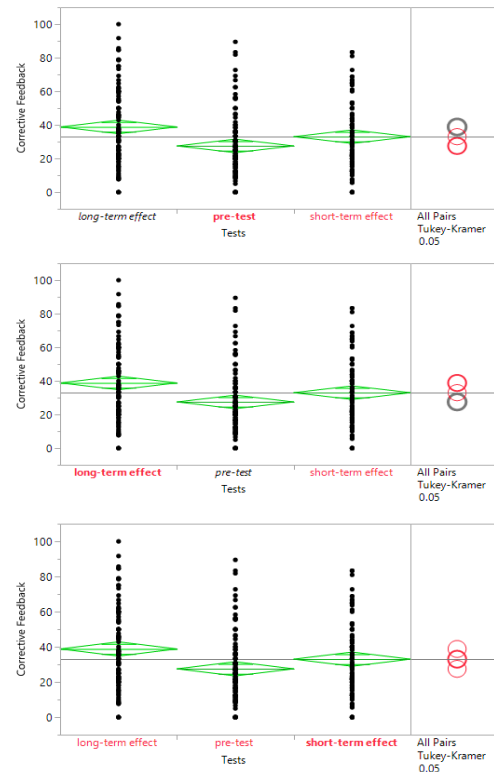 Corrective Feedback
100
80
60
40
20
0
long-term effect pre-test short-term effect
Tests
All Pairs
Tukey-Kramer
0.05
Corrective Feedback
100
80
60
40
20
0
long-term effect pre-test short-term effect
Tests
All Pairs
Tukey-Kramer
0.05
Corrective Feedback
100
80
60
40
20
0
long-term effect pre-test short-term effect
Tests
All Pairs
Tukey-Kramer
0.05